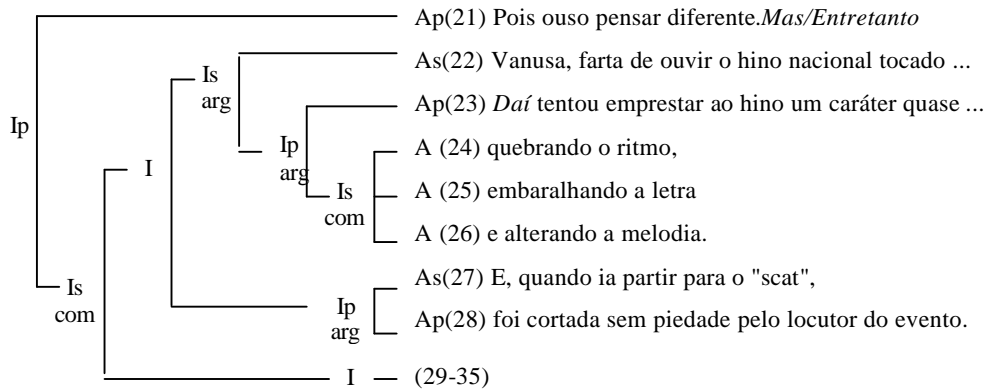 Ap(21) Pois ouso pensar diferente.Mas/Entretanto
As(22) Vanusa, farta de ouvir o hino nacional tocado ...
Is
arg
Ap(23) Daí tentou emprestar ao hino um caráter quase ...
Ip
Ip
arg
A (24) quebrando o ritmo,
I
Is
com
A (25) embaralhando a letra
A (26) e alterando a melodia.
Is
com
As(27) E, quando ia partir para o "scat",
Ip
arg
Ap(28) foi cortada sem piedade pelo locutor do evento.
I
(29-35)